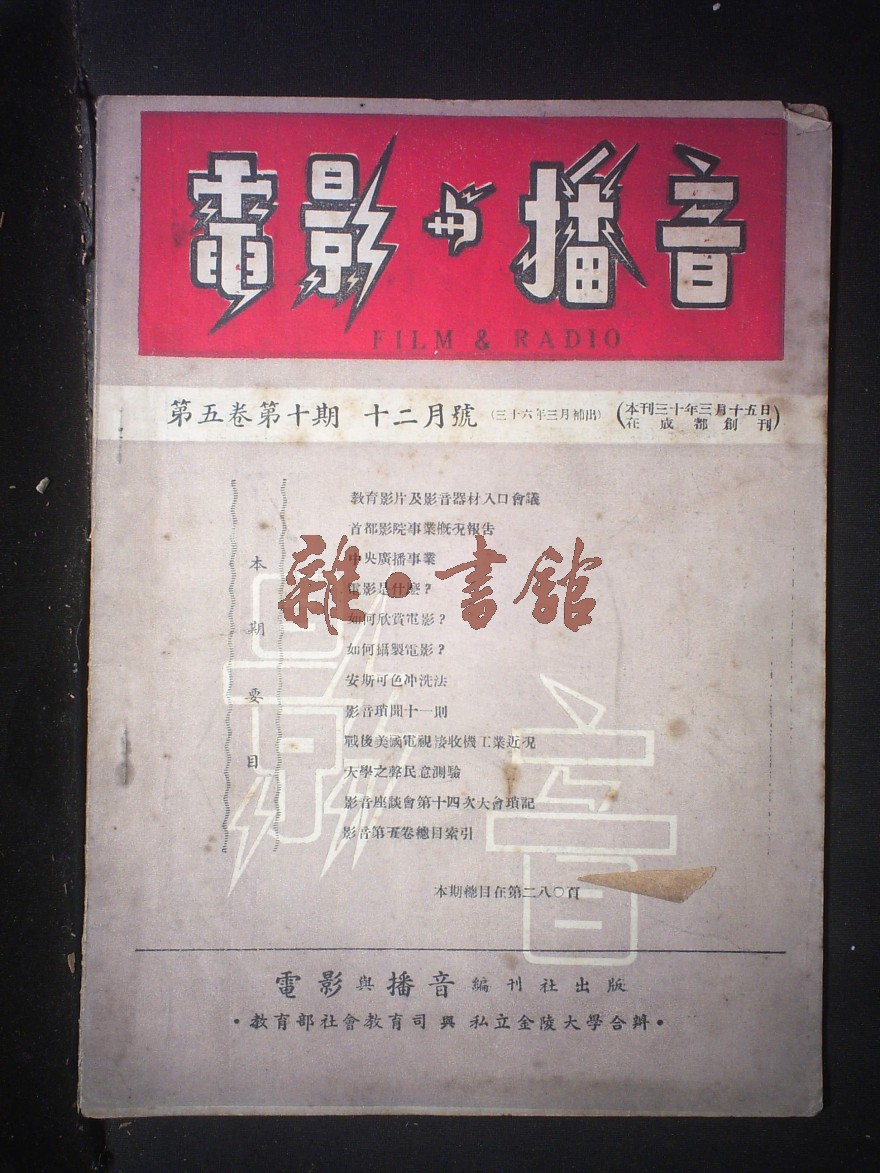 電影与播音
FILM & RADIO
第五卷第十期 十二月號 (三十六年三月補出) (本刊三十年三月十五日在成都創刊)
本期要目
教育影片及影音器材入口會議
首都影院事業概況報告
中央廣播事業
電影是什麽?
如何欣賞電影?
如何攝製電影?
安斯可色冲洗法
影音瑣聞十一則
戰後美國電視接收機工業近況
大學之聲民意測驗
影音座談會第十四次大會瑣記
影音第五卷總目索引
本期總目在第二八〇頁
影音
雜·書館
電影與播音編刊社出版
·教育部社會教育司與私立金陵大學合辦·